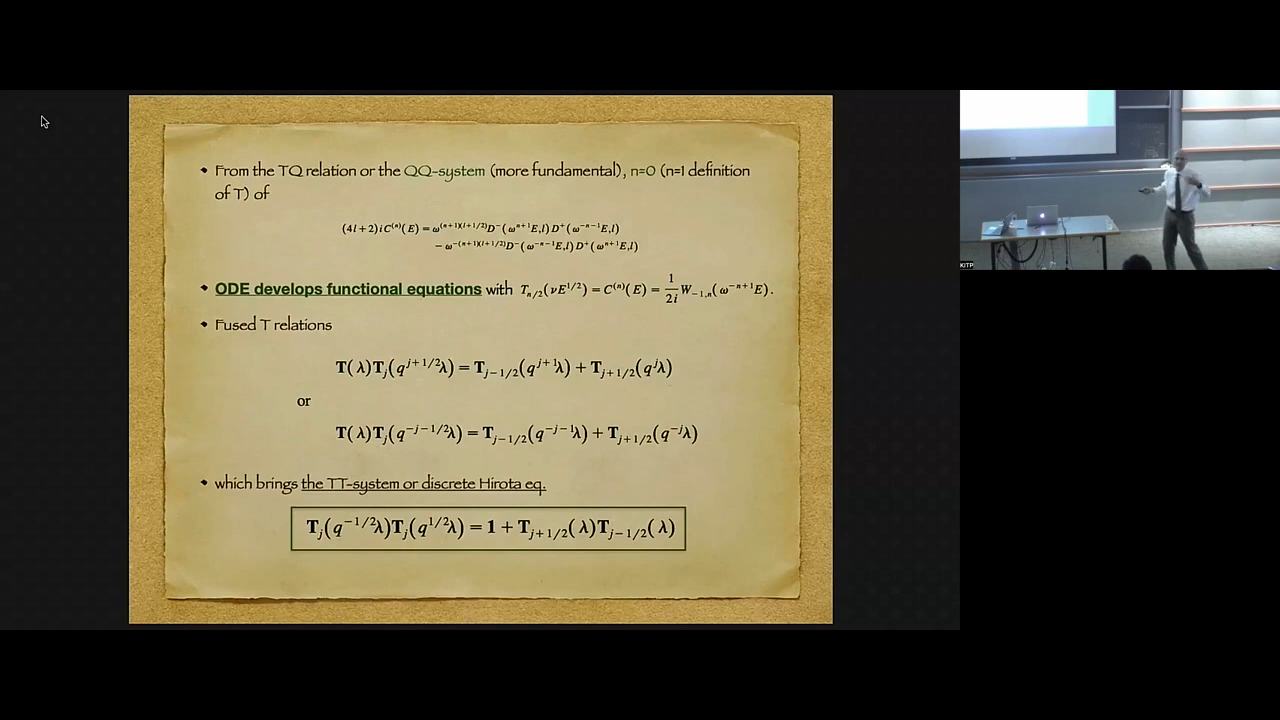 • From the TQ relation or the QQ-system (more fundamental), n=0 (n=1 definition
of T) of
(4l+2)iC⁽ⁿ⁾(E) = ω^{(n+1)(l+1/2)}D⁻(ω^{n+1}E,l)D⁺(ω^{-n-1}E,l)
− ω^{-(n+1)(l+1/2)}D⁻(ω^{-n-1}E,l)D⁺(ω^{n+1}E,l)
• ODE develops functional equations with T_{n/2}(νE^{1/2}) = C⁽ⁿ⁾(E) = \frac{1}{2i}W_{-1,n}(ω^{-n+1}E).
• Fused T relations
T(λ)T_j(q^{j+1/2}λ) = T_{j-1/2}(q^{j+1}λ) + T_{j+1/2}(q^jλ)
or
T(λ)T_j(q^{-j-1/2}λ) = T_{j-1/2}(q^{-j-1}λ) + T_{j+1/2}(q^{-j}λ)
• which brings the TT-system or discrete Hirota eq.
T_j(q^{-1/2}λ)T_j(q^{1/2}λ) = 1 + T_{j+1/2}(λ)T_{j-1/2}(λ)
KITP